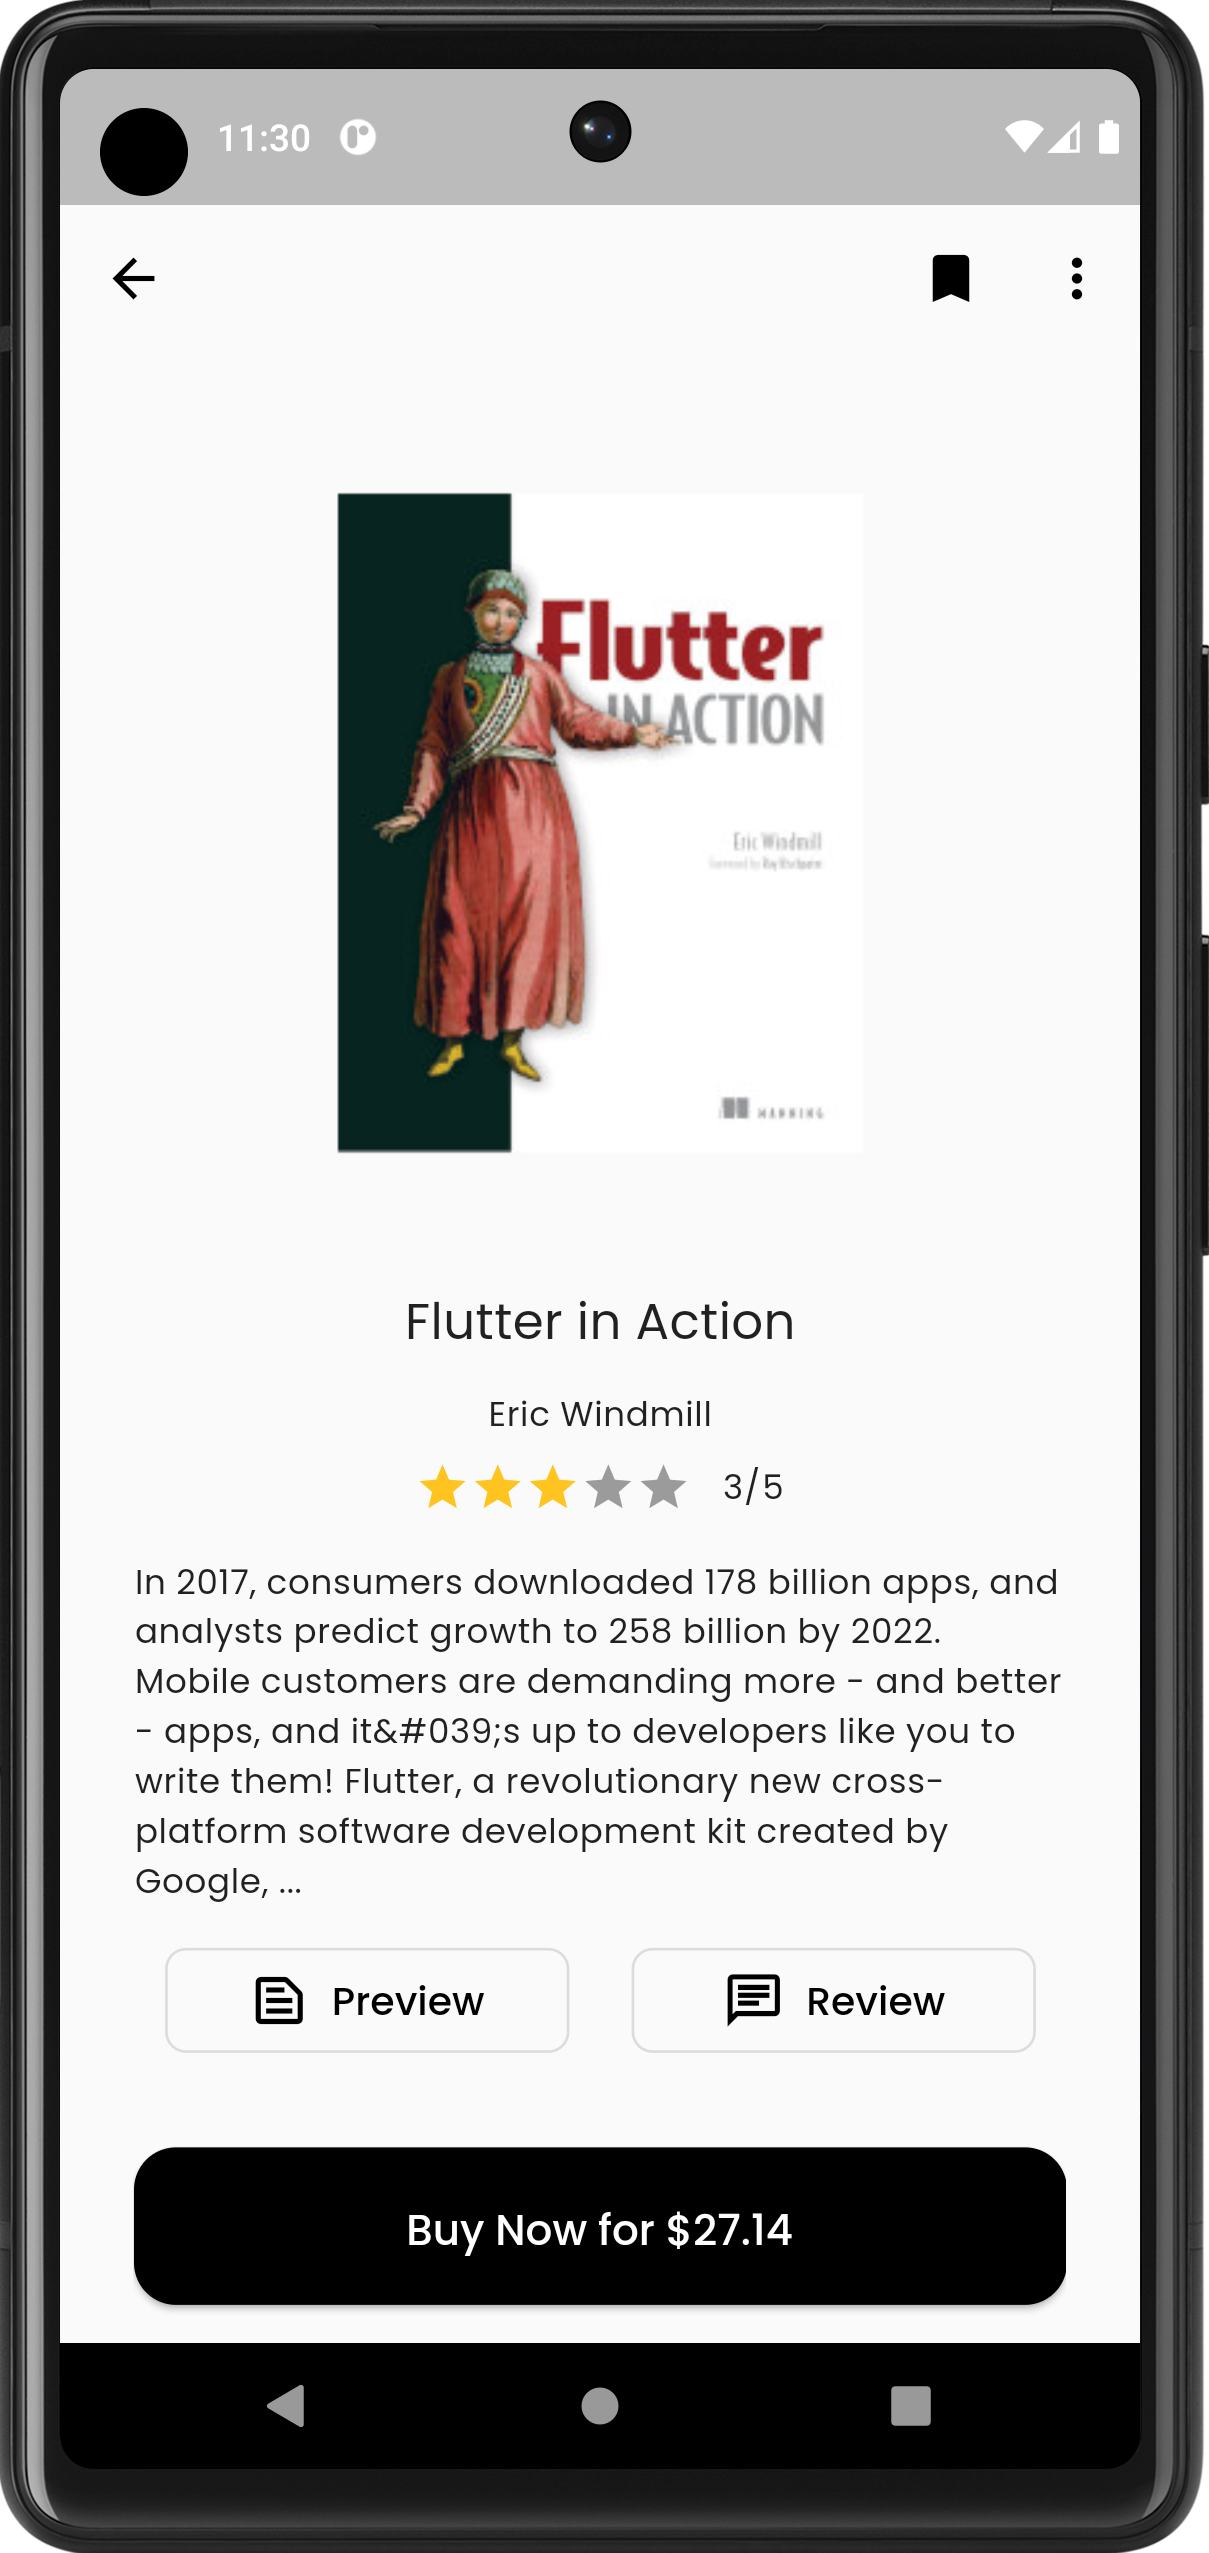 11:30
Flutter
IN ACTION
Eric Windmill
MANNING
Flutter in Action
Eric Windmill
3/5
In 2017, consumers downloaded 178 billion apps, and
analysts predict growth to 258 billion by 2022.
Mobile customers are demanding more - and better
- apps, and it&#039;s up to developers like you to
write them! Flutter, a revolutionary new cross-
platform software development kit created by
Google, ...
Preview
Review
Buy Now for $27.14